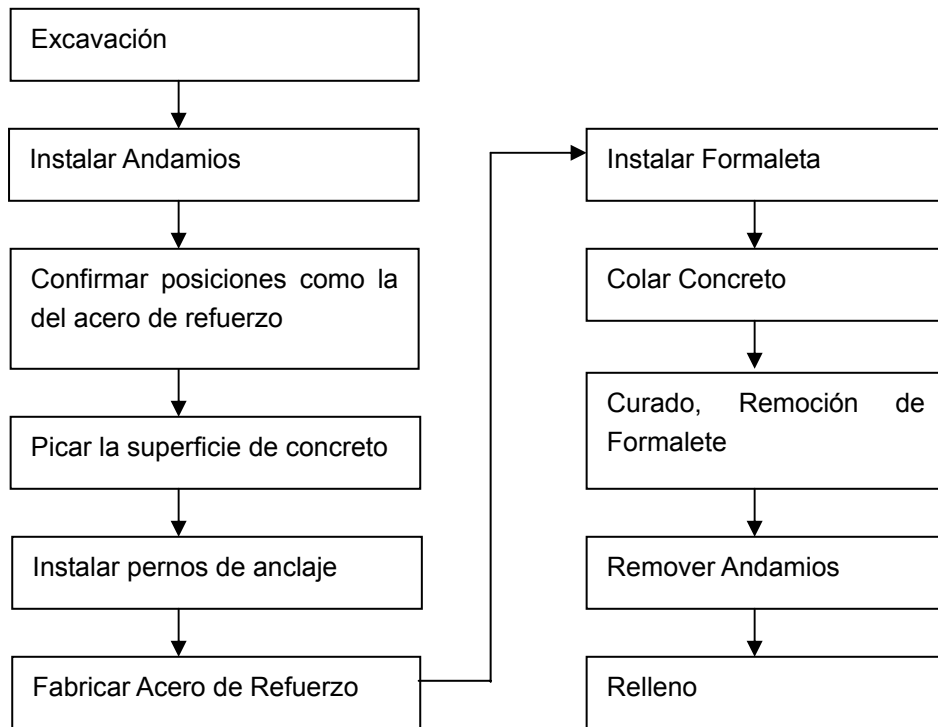 Excavación
Instalar Andamios
Confirmar posiciones como la
del acero de refuerzo
Picar la superficie de concreto
Instalar pernos de anclaje
Fabricar Acero de Refuerzo
Instalar Formaleta
Colar Concreto
Curado, Remoción de
Formalete
Remover Andamios
Relleno